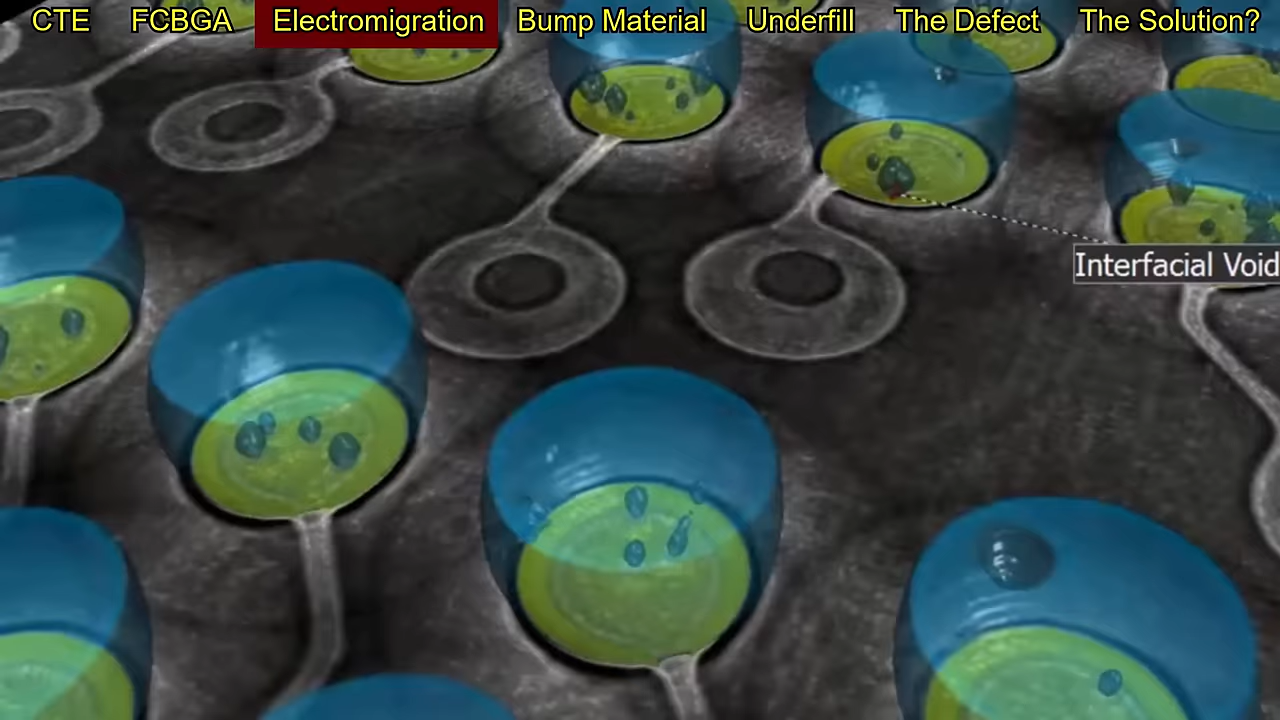 CTE FCBGA Electromigration Bump Material Underfill The Defect The Solution?
Interfacial Void